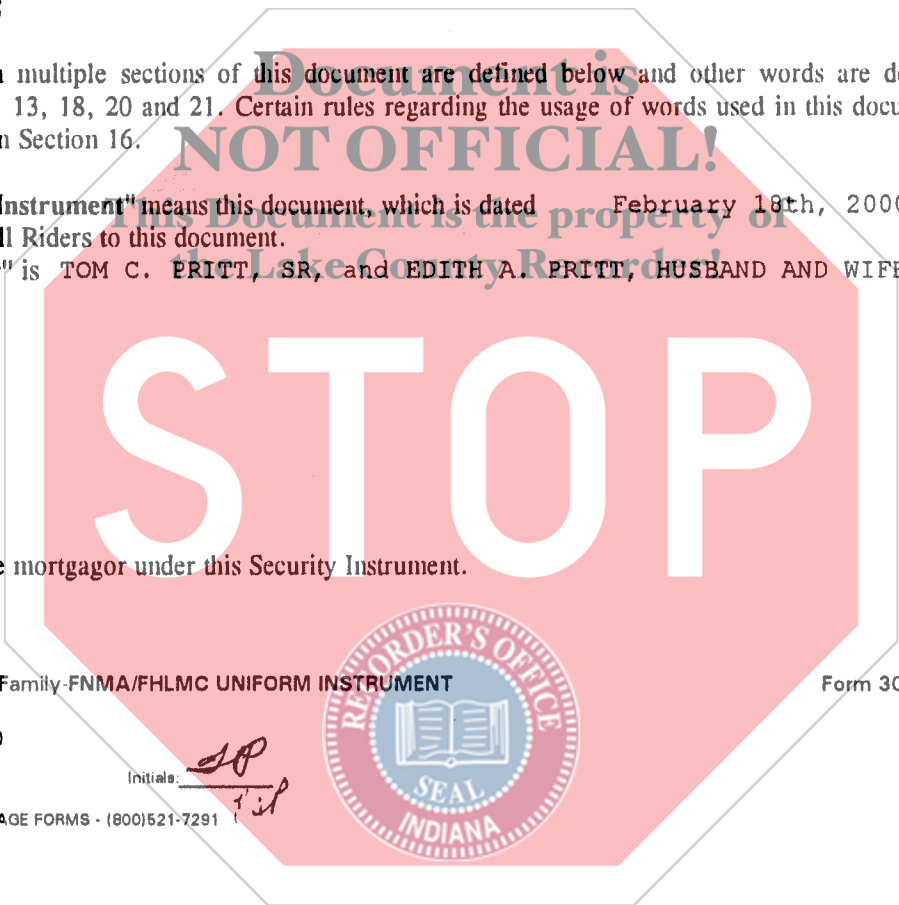 multiple sections of this document are defined below and other words are de
Document is
13, 18, 20 and 21. Certain rules regarding the usage of words used in this docu
n Section 16.
NOT OFFICIAL!
Instrument" means this document, which is dated February 18th, 2000
This Document is the property of
ll Riders to this document.
the Lake County Recorder!
" is TOM C. PRITT, SR, and EDITH A. PRITT, HUSBAND AND WIFE
STOP
e mortgagor under this Security Instrument.
RECORDER'S OFFICE
SEAL
INDIANA
Family-FNMA/FHLMC UNIFORM INSTRUMENT Form 30
Initials:
AGE FORMS - (800)521-7291